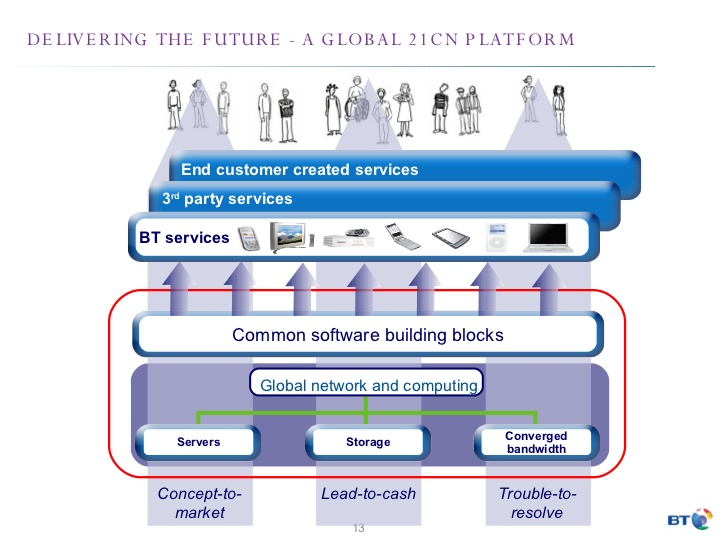 DELIVERING THE FUTURE - A GLOBAL 21CN PLATFORM
End customer created services
3rd party services
BT services
Common software building blocks
Global network and computing
Servers
Storage
Converged
bandwidth
Concept-to-
market
Lead-to-cash
Trouble-to-
resolve
13
BT